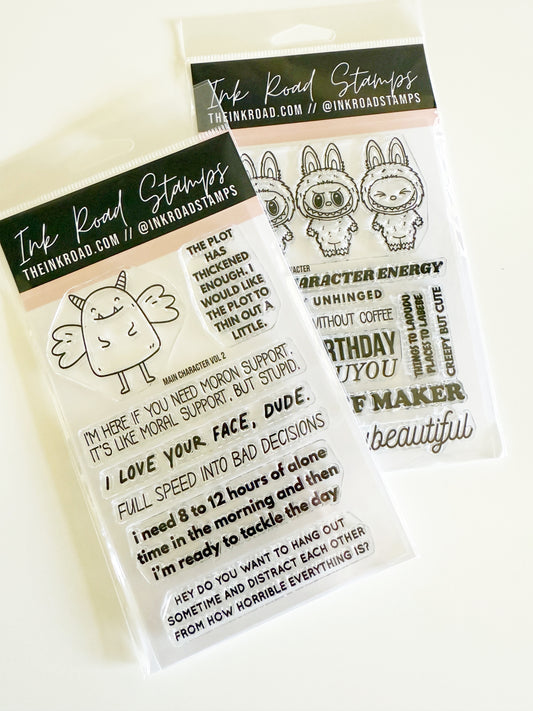 Ink Road Stamps
THEINKROAD.COM // @INKROADSTAMPS
THE PLOT
HAS
THICKENED
ENOUGH. I
WOULD LIKE
THE PLOT TO
THIN OUT A
LITTLE.
MAIN CHARACTER VOL 2
I'M HERE IF YOU NEED MORON SUPPORT.
IT'S LIKE MORAL SUPPORT, BUT STUPID.
I LOVE YOUR FACE, DUDE.
FULL SPEED INTO BAD DECISIONS
i need 8 to 12 hours of alone
time in the morning and then
i'm ready to tackle the day
HEY DO YOU WANT TO HANG OUT
SOMETIME AND DISTRACT EACH OTHER
FROM HOW HORRIBLE EVERYTHING IS?
Ink Road Stamps
THEINKROAD.COM // @INKROADSTAMPS
CHARACTER ENERGY
UNHINGED
WITHOUT COFFEE
THINGS TO LAPUDU
PLACES TO LABEBE
CREEPY BUT CUTE
MAKER
beautiful